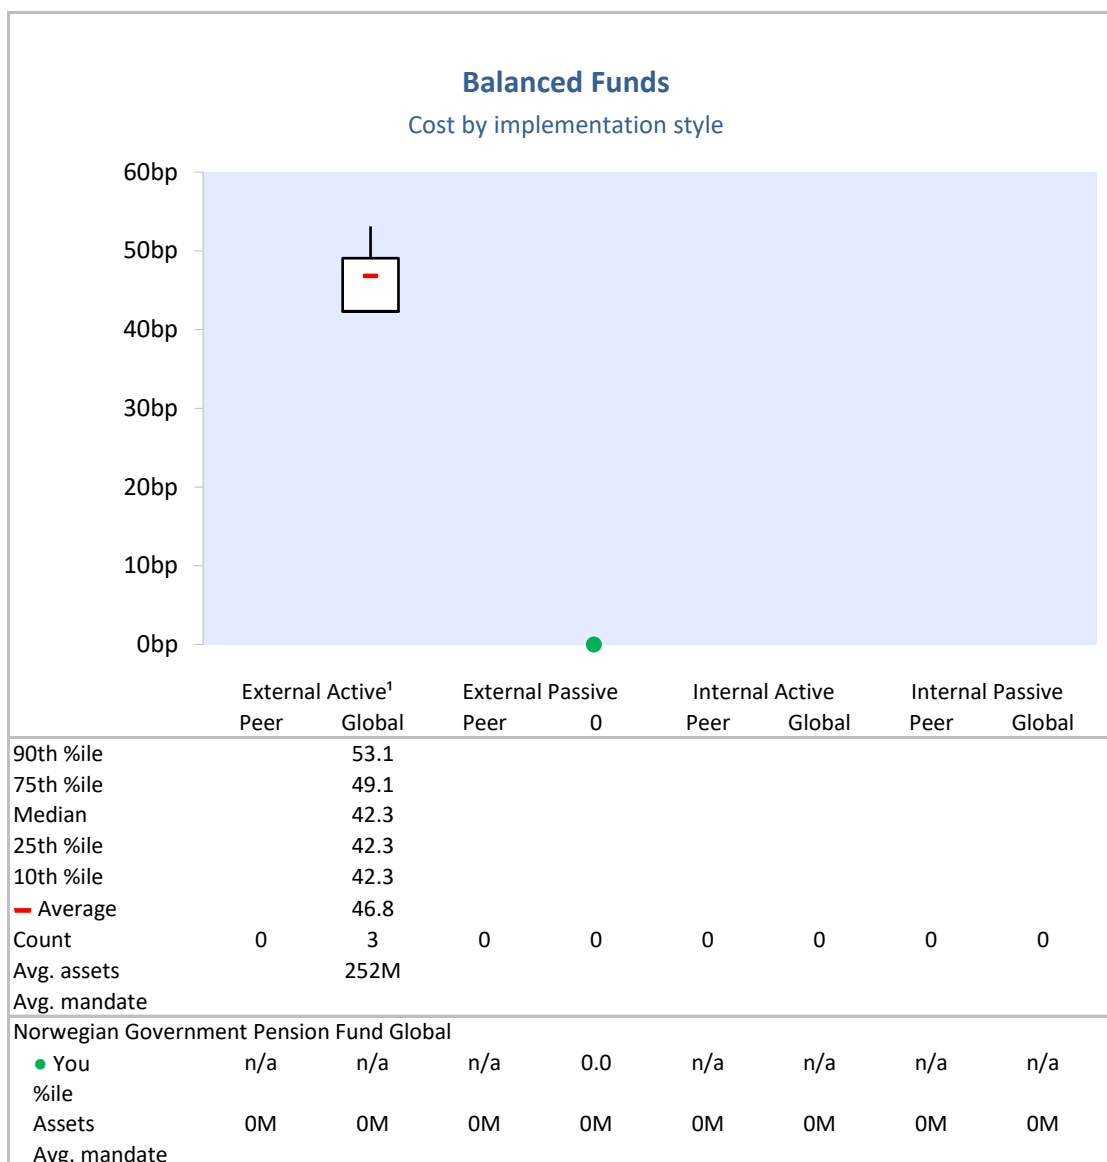 Balanced Funds
Cost by implementation style
60bp
50bp
40bp
30bp
20bp
10bp
0bp
External Active¹ External Passive Internal Active Internal Passive
Peer Global Peer 0 Peer Global Peer Global
90th %ile 53.1
75th %ile 49.1
Median 42.3
25th %ile 42.3
10th %ile 42.3
Average 46.8
Count 0 3 0 0 0 0 0 0
Avg. assets 252M
Avg. mandate
Norwegian Government Pension Fund Global
You n/a n/a n/a 0.0 n/a n/a n/a n/a
%ile
Assets 0M 0M 0M 0M 0M 0M 0M 0M
Avg. mandate